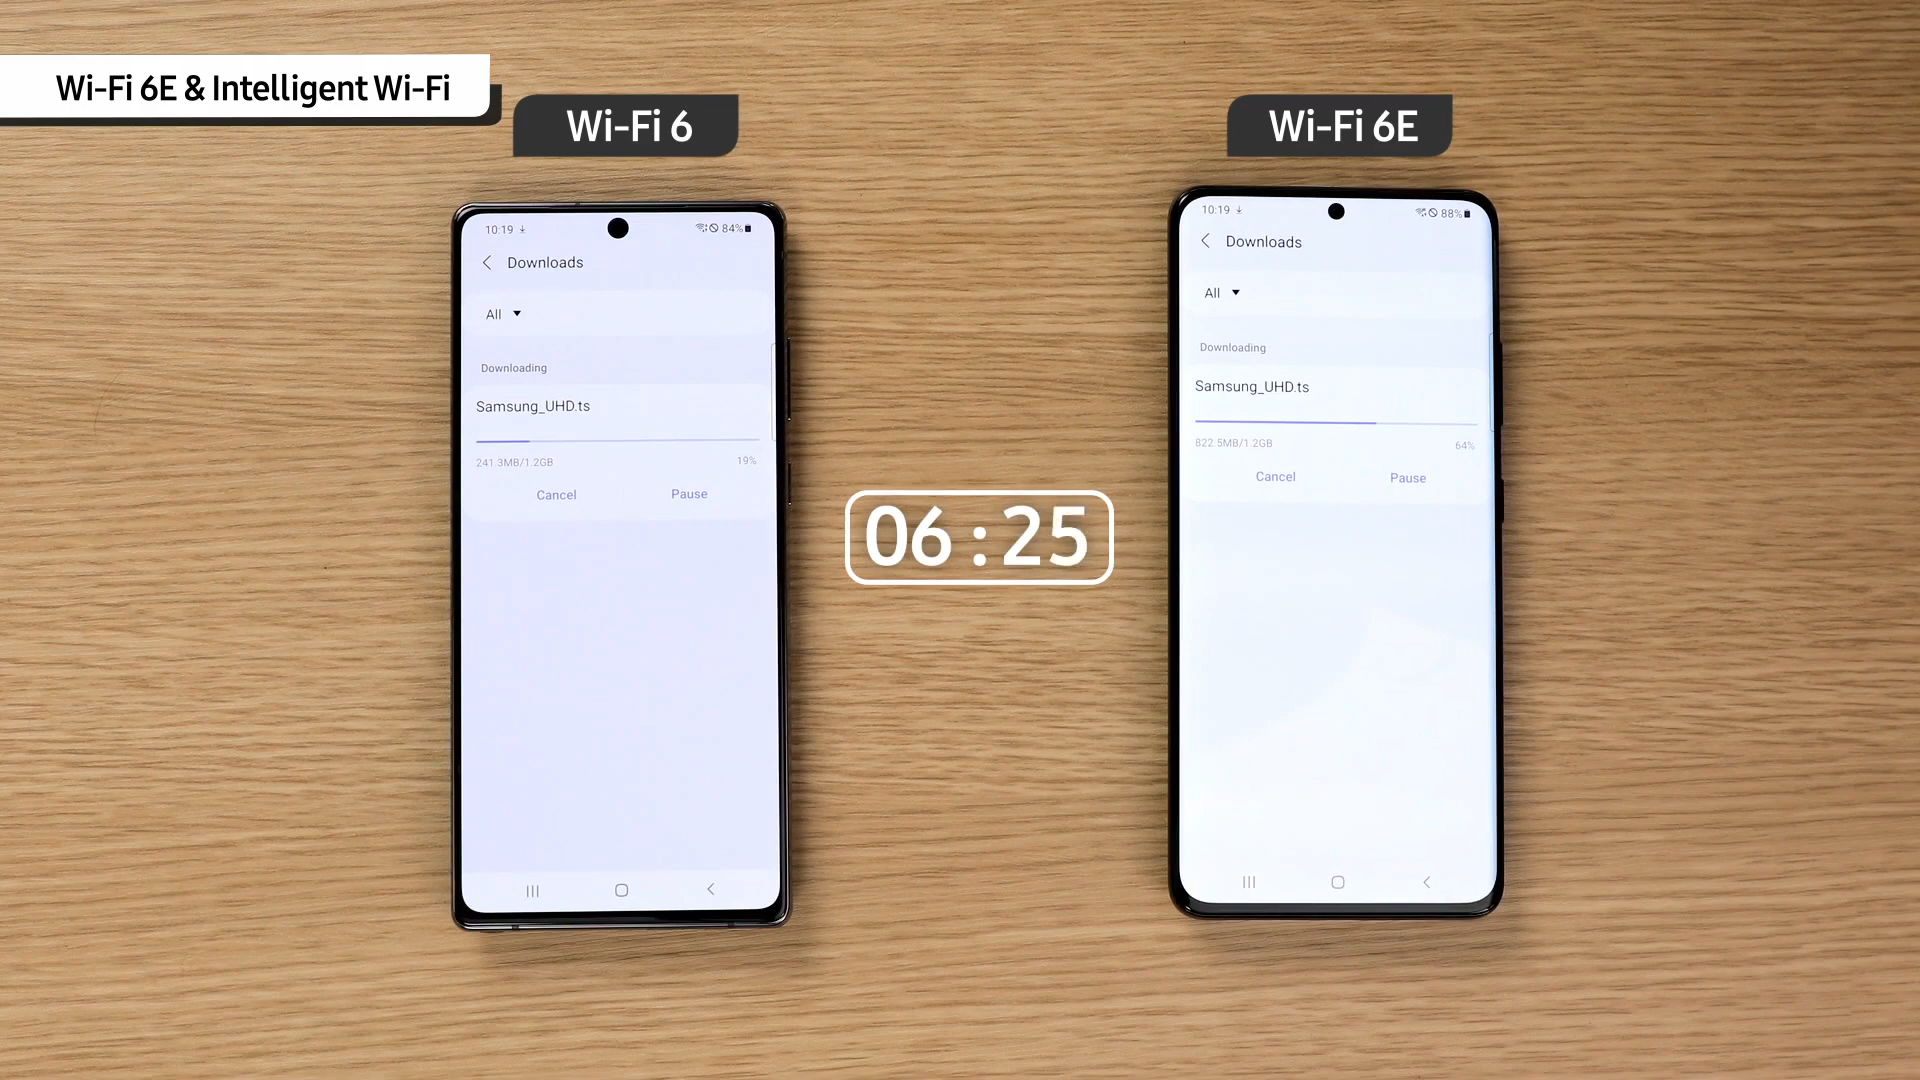 Wi-Fi 6E & Intelligent Wi-Fi
Wi-Fi 6
Wi-Fi 6E
10:19
84%
Downloads
All
Downloading
Samsung_UHD.ts
241.3MB/1.2GB
19%
Cancel
Pause
06:25
10:19
88%
Downloads
All
Downloading
Samsung_UHD.ts
822.5MB/1.2GB
64%
Cancel
Pause